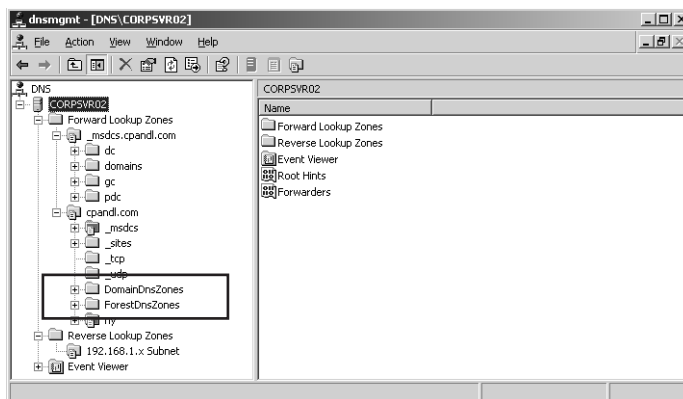 dnsmgmt - [DNS\CORPSVR02]
File Action View Window Help
DNS
CORPSVR02
Forward Lookup Zones
_msdcs.cpandl.com
dc
domains
gc
pdc
cpandl.com
_msdcs
_sites
_tcp
_udp
DomainDnsZones
ForestDnsZones
ny
Reverse Lookup Zones
192.168.1.x Subnet
Event Viewer
CORPSVR02
Name
Forward Lookup Zones
Reverse Lookup Zones
Event Viewer
Root Hints
Forwarders